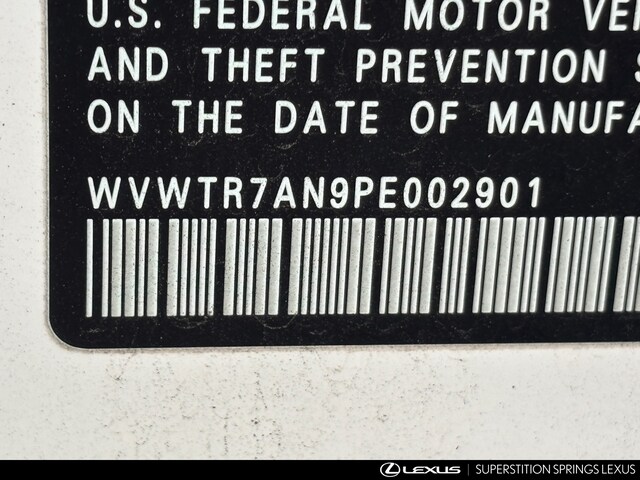 U.S. FEDERAL MOTOR VE
AND THEFT PREVENTION S
ON THE DATE OF MANUFA
WVWTR7AN9PE002901
LEXUS | SUPERSTITION SPRINGS LEXUS